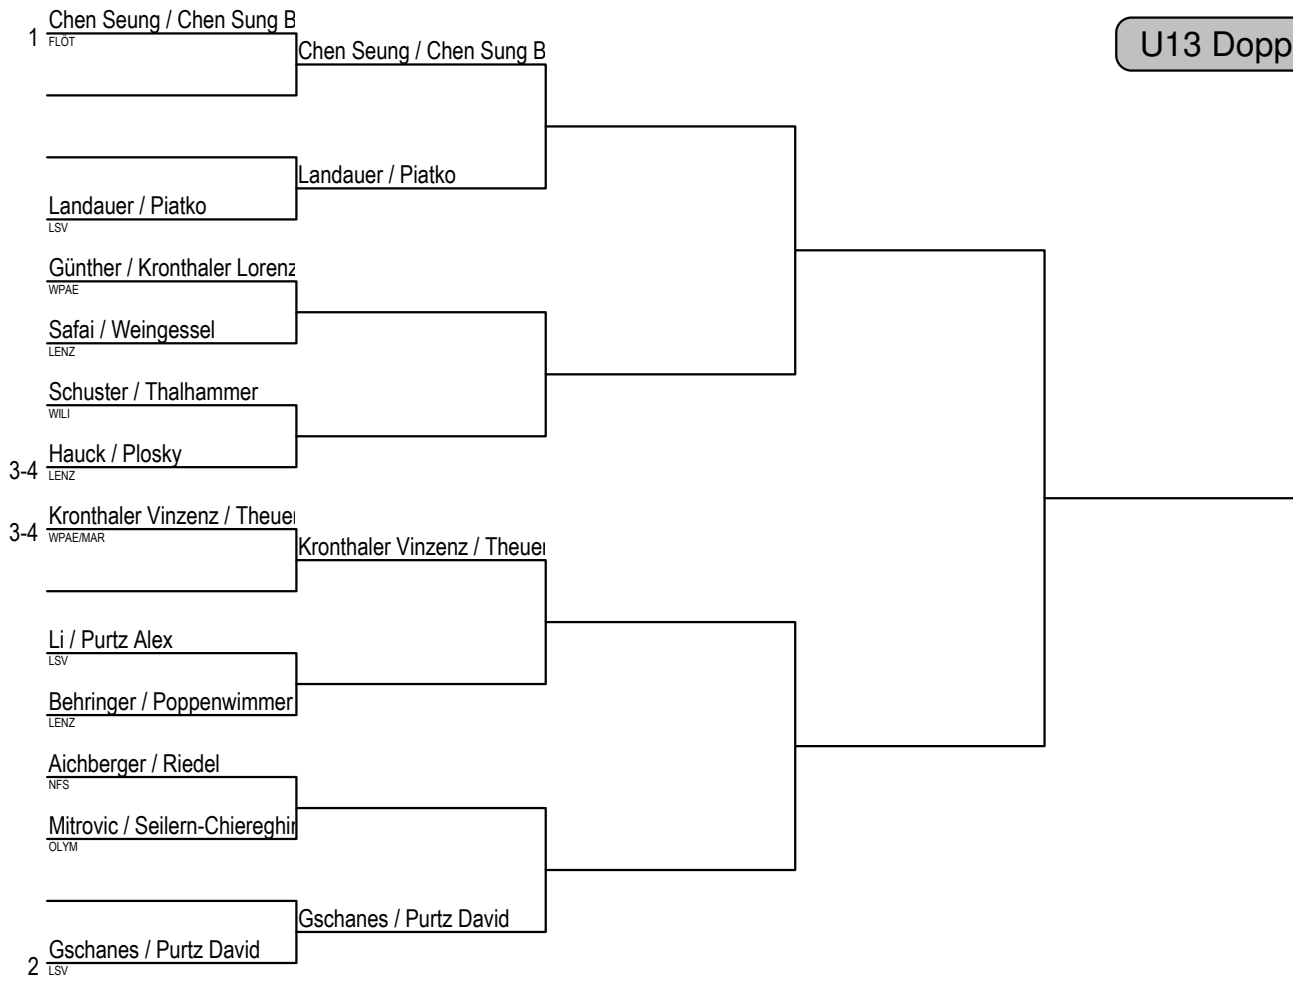 U13 Dopp
1 Chen Seung / Chen Sung B
FLÖT
Chen Seung / Chen Sung B
Landauer / Piatko
Landauer / Piatko
LSV
Günther / Kronthaler Lorenz
WPAE
Safai / Weingessel
LENZ
Schuster / Thalhammer
WILI
3-4 Hauck / Plosky
LENZ
3-4 Kronthaler Vinzenz / Theuer
WPAE/MAR
Kronthaler Vinzenz / Theuer
Li / Purtz Alex
LSV
Behringer / Poppenwimmer
LENZ
Aichberger / Riedel
NFS
Mitrovic / Seilern-Chiereghin
OLYM
Gschanes / Purtz David
2 Gschanes / Purtz David
LSV